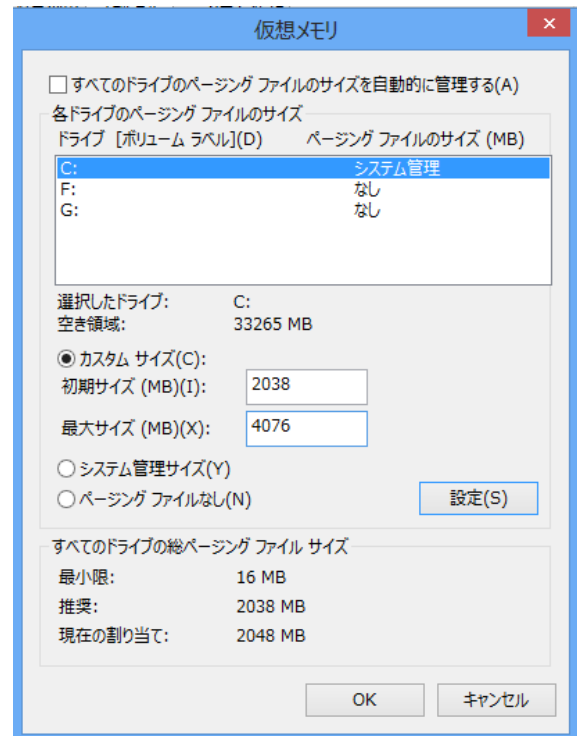 仮想メモリ
すべてのドライブのページング ファイルのサイズを自動的に管理する(A)
各ドライブのページング ファイルのサイズ
ドライブ [ボリューム ラベル](D) ページング ファイルのサイズ (MB)
C: システム管理
F: なし
G: なし
選択したドライブ: C:
空き領域: 33265 MB
カスタム サイズ(C):
初期サイズ (MB)(I): 2038
最大サイズ (MB)(X): 4076
システム管理サイズ(Y)
ページング ファイルなし(N) 設定(S)
すべてのドライブの総ページング ファイル サイズ
最小限: 16 MB
推奨: 2038 MB
現在の割り当て: 2048 MB
OK キャンセル